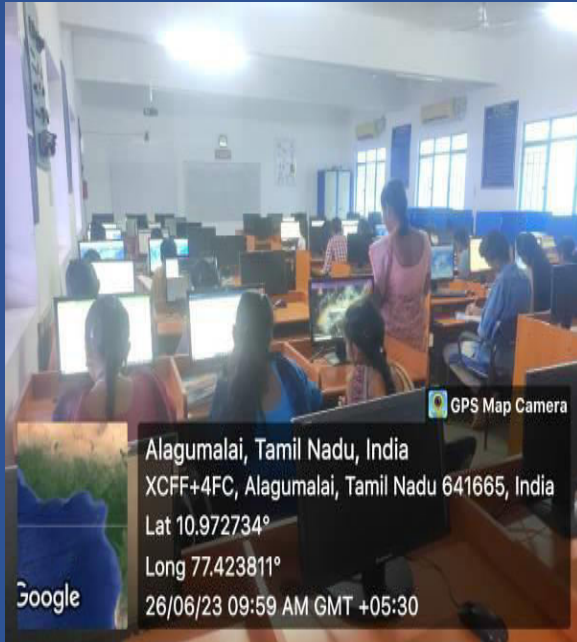 GPS Map Camera
Alagumalai, Tamil Nadu, India
XCFF+4FC, Alagumalai, Tamil Nadu 641665, India
Lat 10.972734°
Long 77.423811°
26/06/23 09:59 AM GMT +05:30
Google